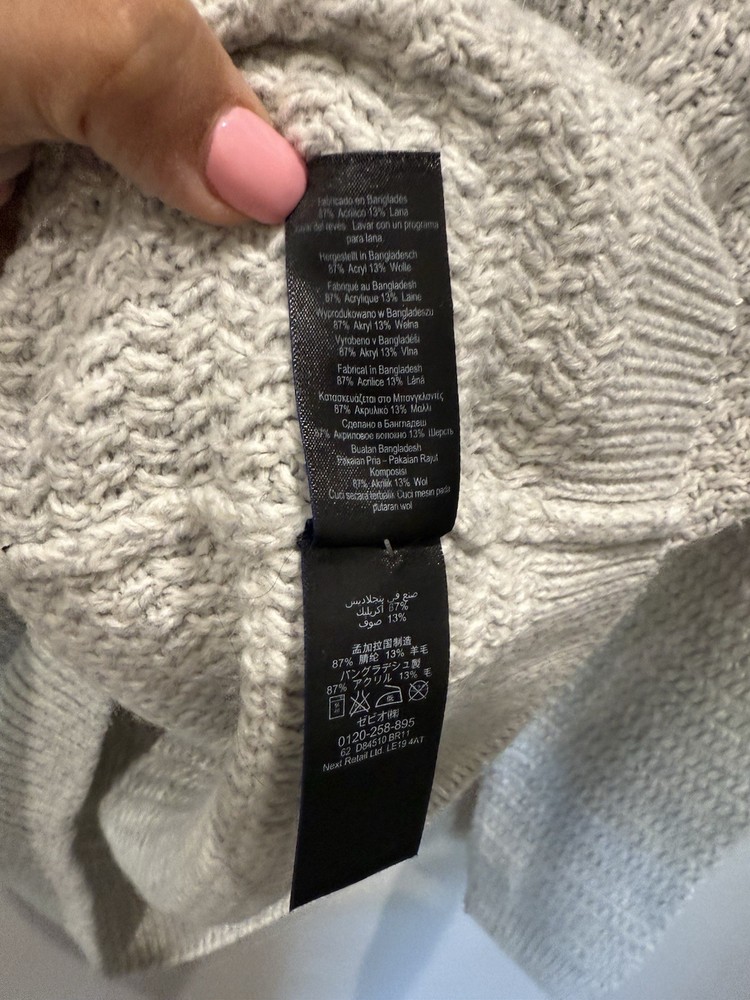 Fabricado en Bangladés
87% Acrílico 13% Lana
Lavar del revés. Lavar con un programa
para lana.
Hergestellt in Bangladesch
87% Acryl 13% Wolle
Fabriqué au Bangladesh
87% Acrylique 13% Laine
Wyprodukowano w Bangladeszu
87% Akryl 13% Wełna
Vyrobeno v Bangladéši
87% Akryl 13% Vlna
Fabricat în Bangladesh
87% Acrilice 13% Lână
Κατασκευάζεται στο Μπανγκλαντές
87% Ακρυλικό 13% Μαλλί
Сделано в Бангладеш
87% Акриловое волокно 13% Шерсть
Buatan Bangladesh
Pakaian Pria – Pakaian Rajut
Komposisi
87% Akrilik 13% Wol
Cuci secara terbalik Cuci mesin pada
putaran wol
صنع في بنجلاديش
87% أكريليك
13% صوف
孟加拉国制造
87% 腈纶 13% 羊毛
バングラデシュ製
87% アクリル 13% 毛
ゼビオ㈱
0120-258-895
62 D84510 BR11
Next Retail Ltd. LE19 4AT